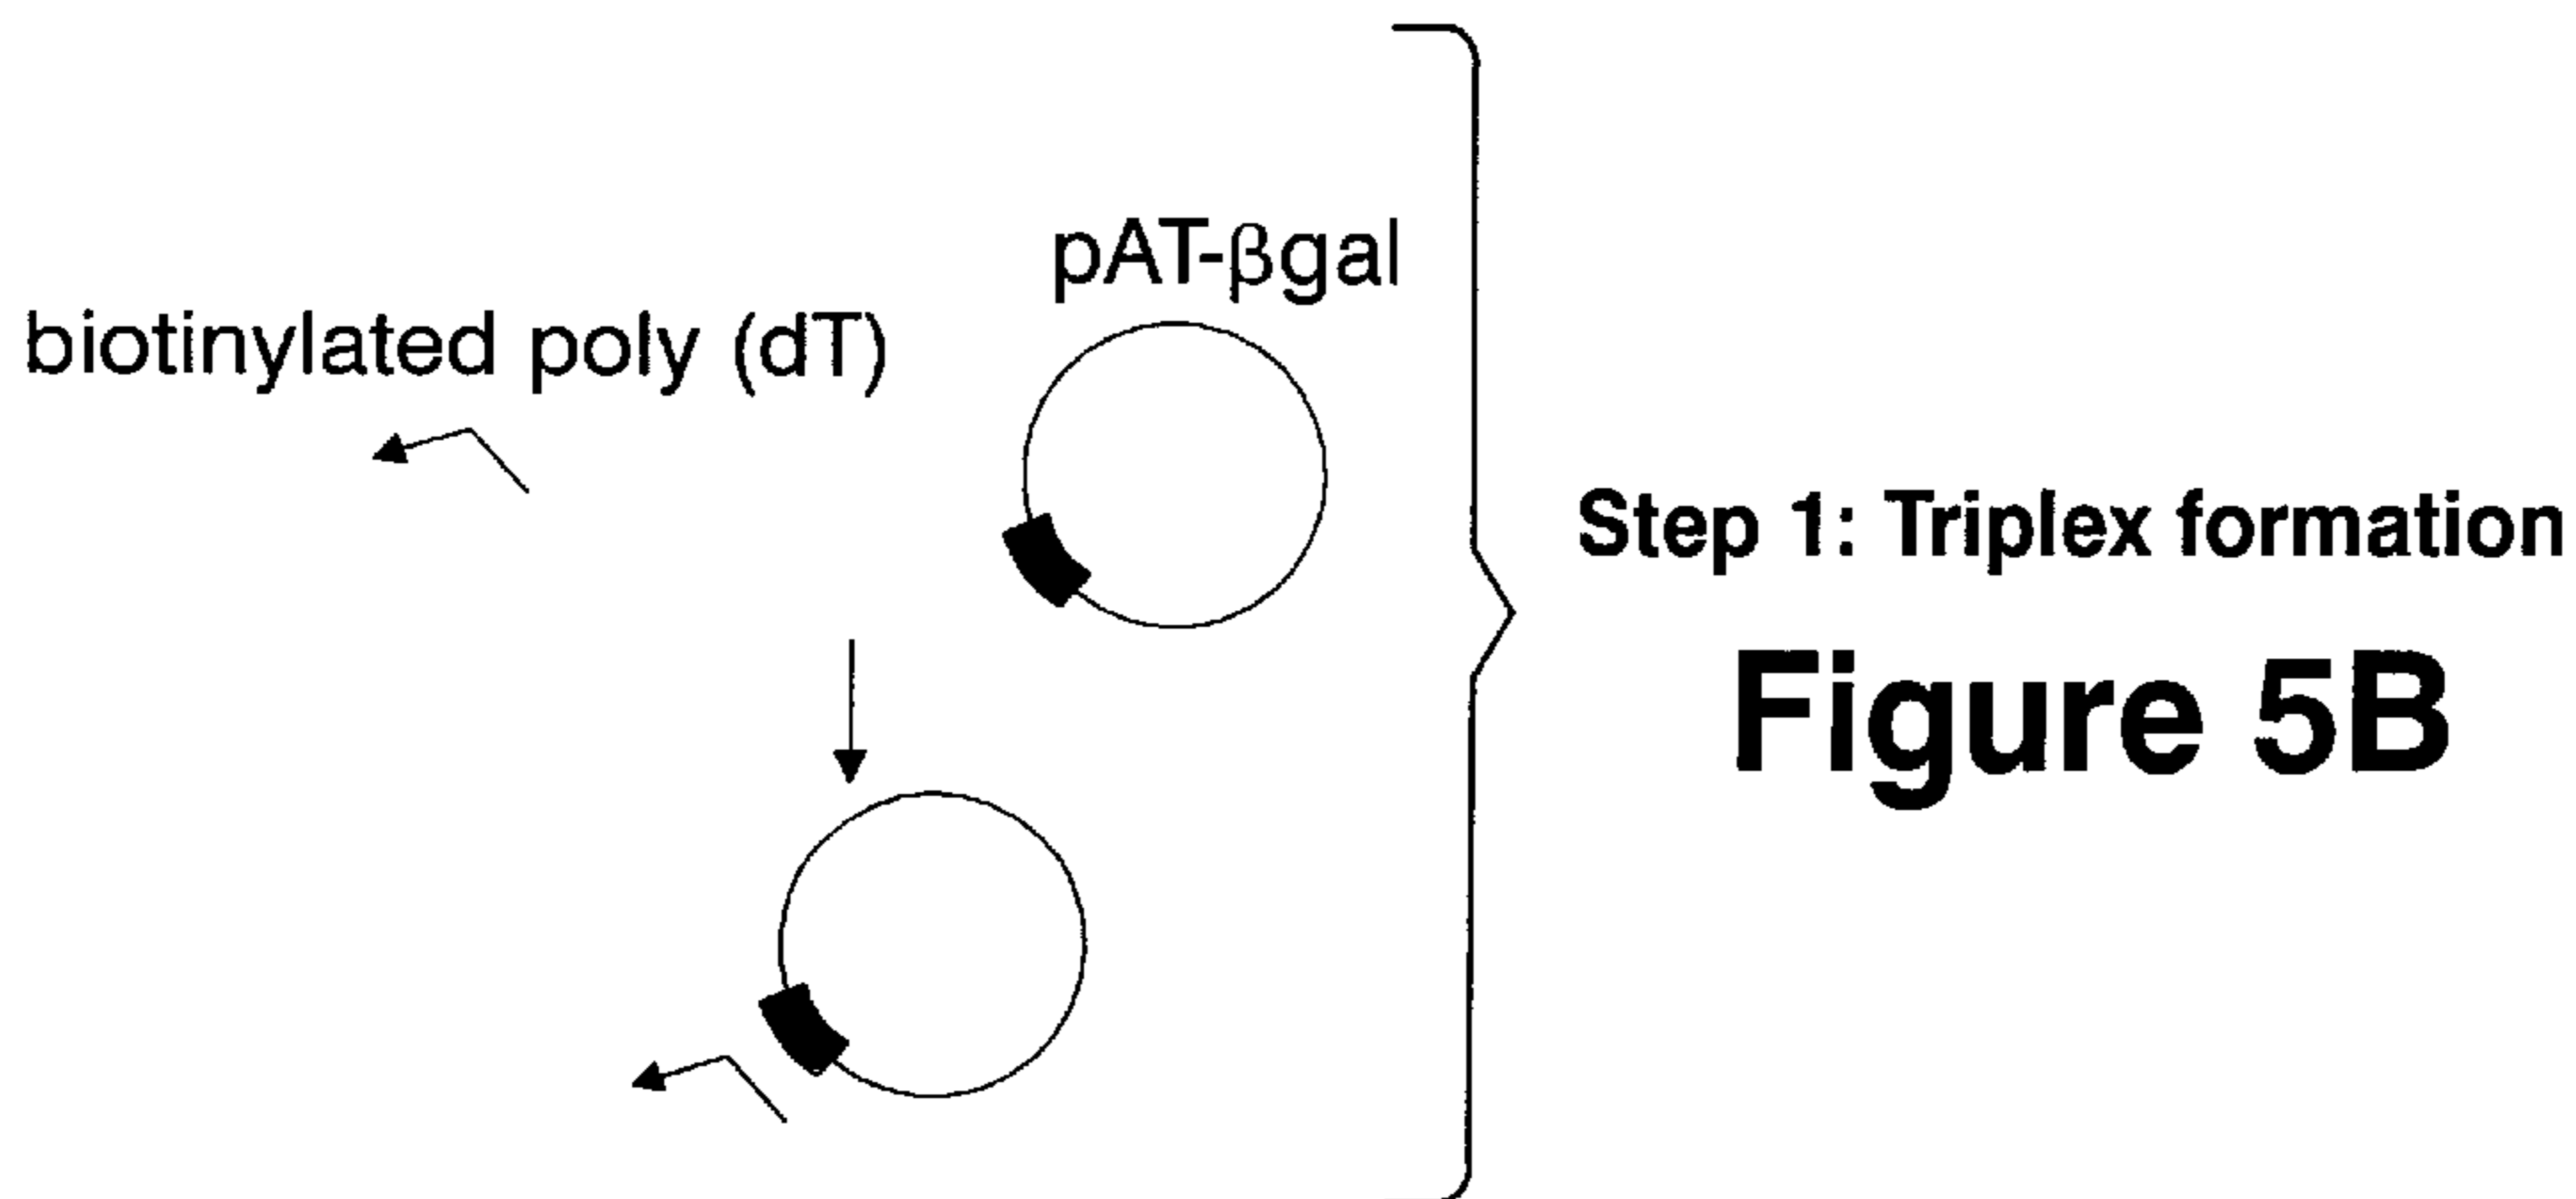 pAT-βgal
biotinylated poly (dT)
Step 1: Triplex formation
Figure 5B